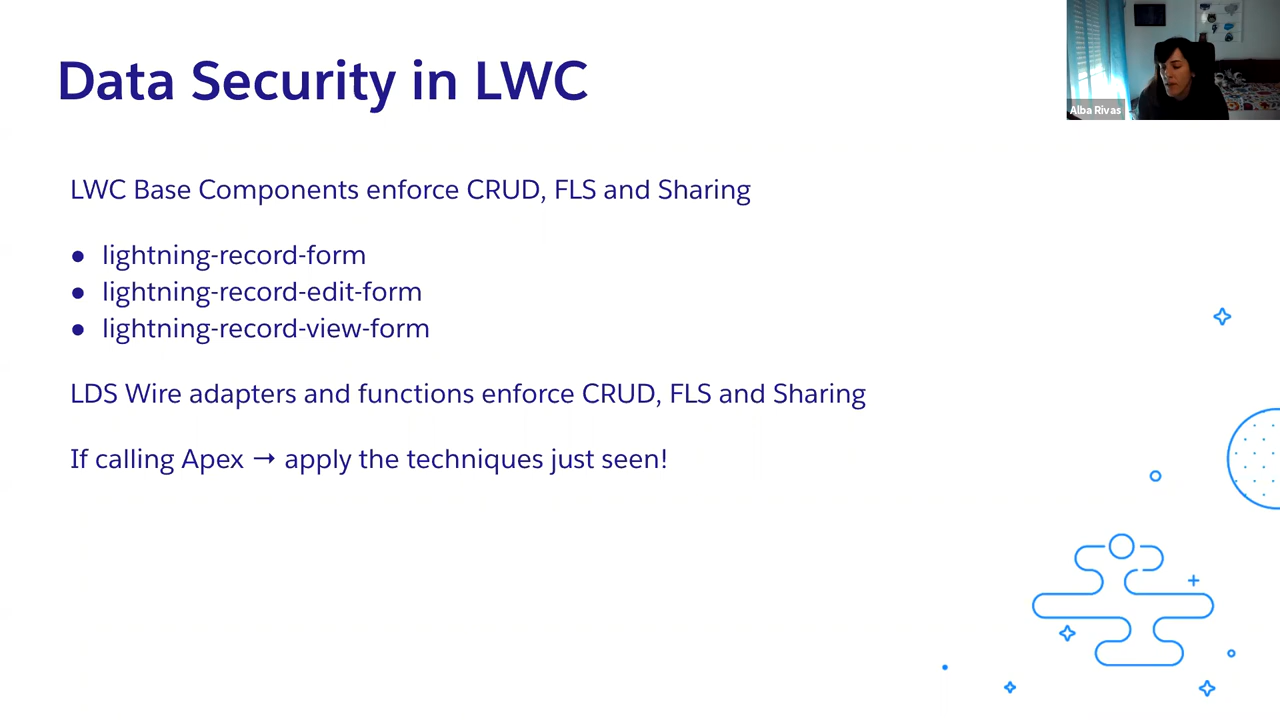 Data Security in LWC
Alba Rivas
LWC Base Components enforce CRUD, FLS and Sharing
● lightning-record-form
● lightning-record-edit-form
● lightning-record-view-form
LDS Wire adapters and functions enforce CRUD, FLS and Sharing
If calling Apex → apply the techniques just seen!